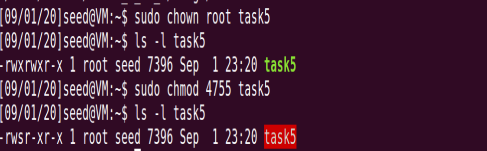 [09/01/20]seed@VM:~$ sudo chown root task5
[09/01/20]seed@VM:~$ ls -l task5
-rwxrwxr-x 1 root seed 7396 Sep  1 23:20 task5
[09/01/20]seed@VM:~$ sudo chmod 4755 task5
[09/01/20]seed@VM:~$ ls -l task5
-rwsr-xr-x 1 root seed 7396 Sep  1 23:20 task5